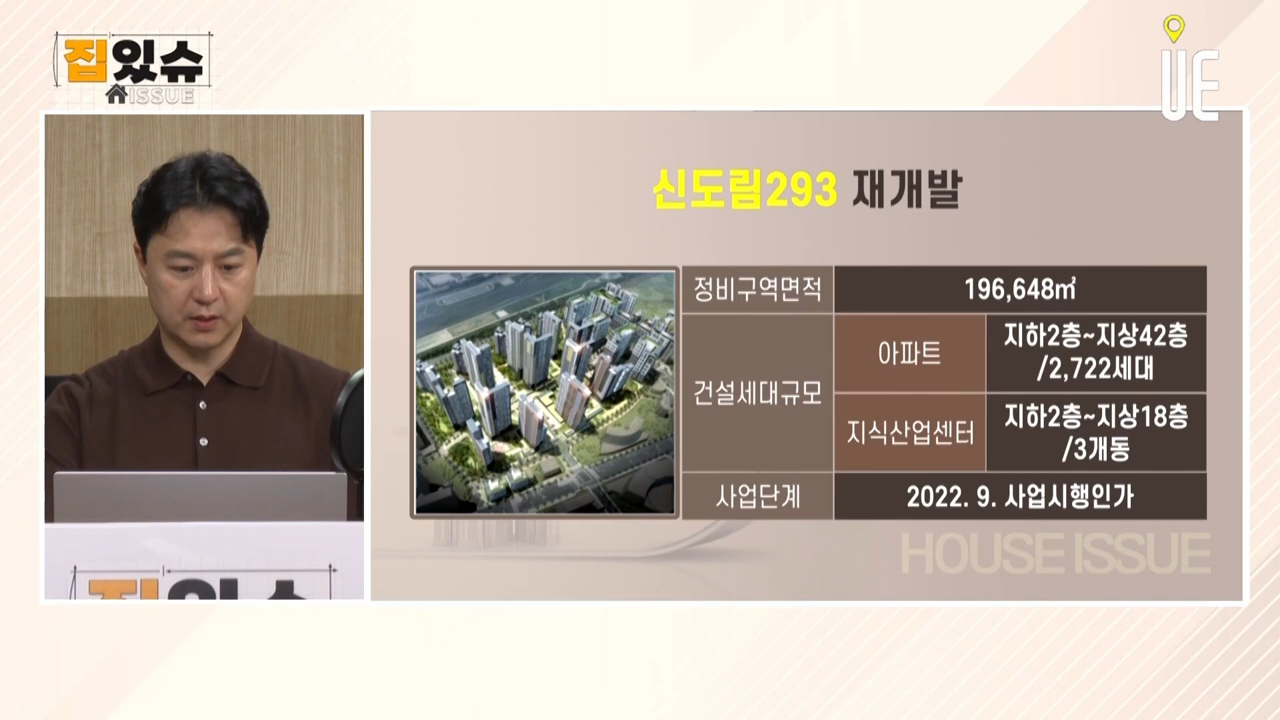 집있슈
ISSUE
UE
신도림293 재개발
정비구역면적
196,648㎡
건설세대규모
아파트
지하2층~지상42층
/2,722세대
지식산업센터
지하2층~지상18층
/3개동
사업단계
2022. 9. 사업시행인가
HOUSE ISSUE
집있슈